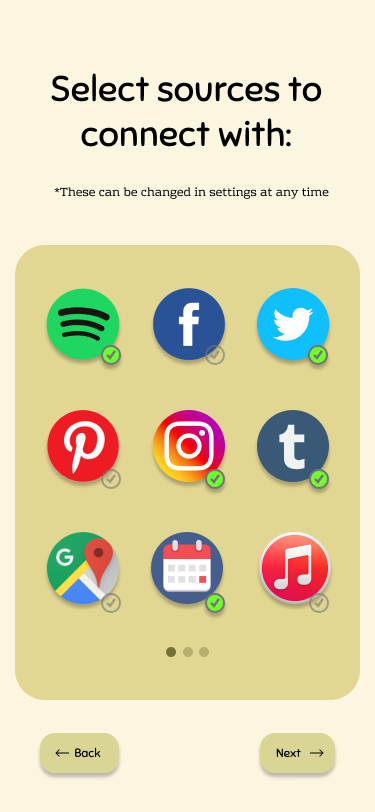 Select sources to
connect with:
*These can be changed in settings at any time
f
t
G
Back
Next